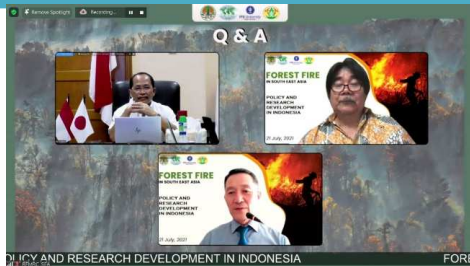 Remove Spotlight
Recording...
Q & A
FOREST FIRE
IN SOUTH EAST ASIA
POLICY AND
RESEARCH
DEVELOPMENT
IN INDONESIA
21 July, 2021
FOREST FIRE
IN SOUTH EAST ASIA
POLICY AND
RESEARCH
DEVELOPMENT
IN INDONESIA
21 July, 2021
OLICY AND RESEARCH DEVELOPMENT IN INDONESIA
FORE